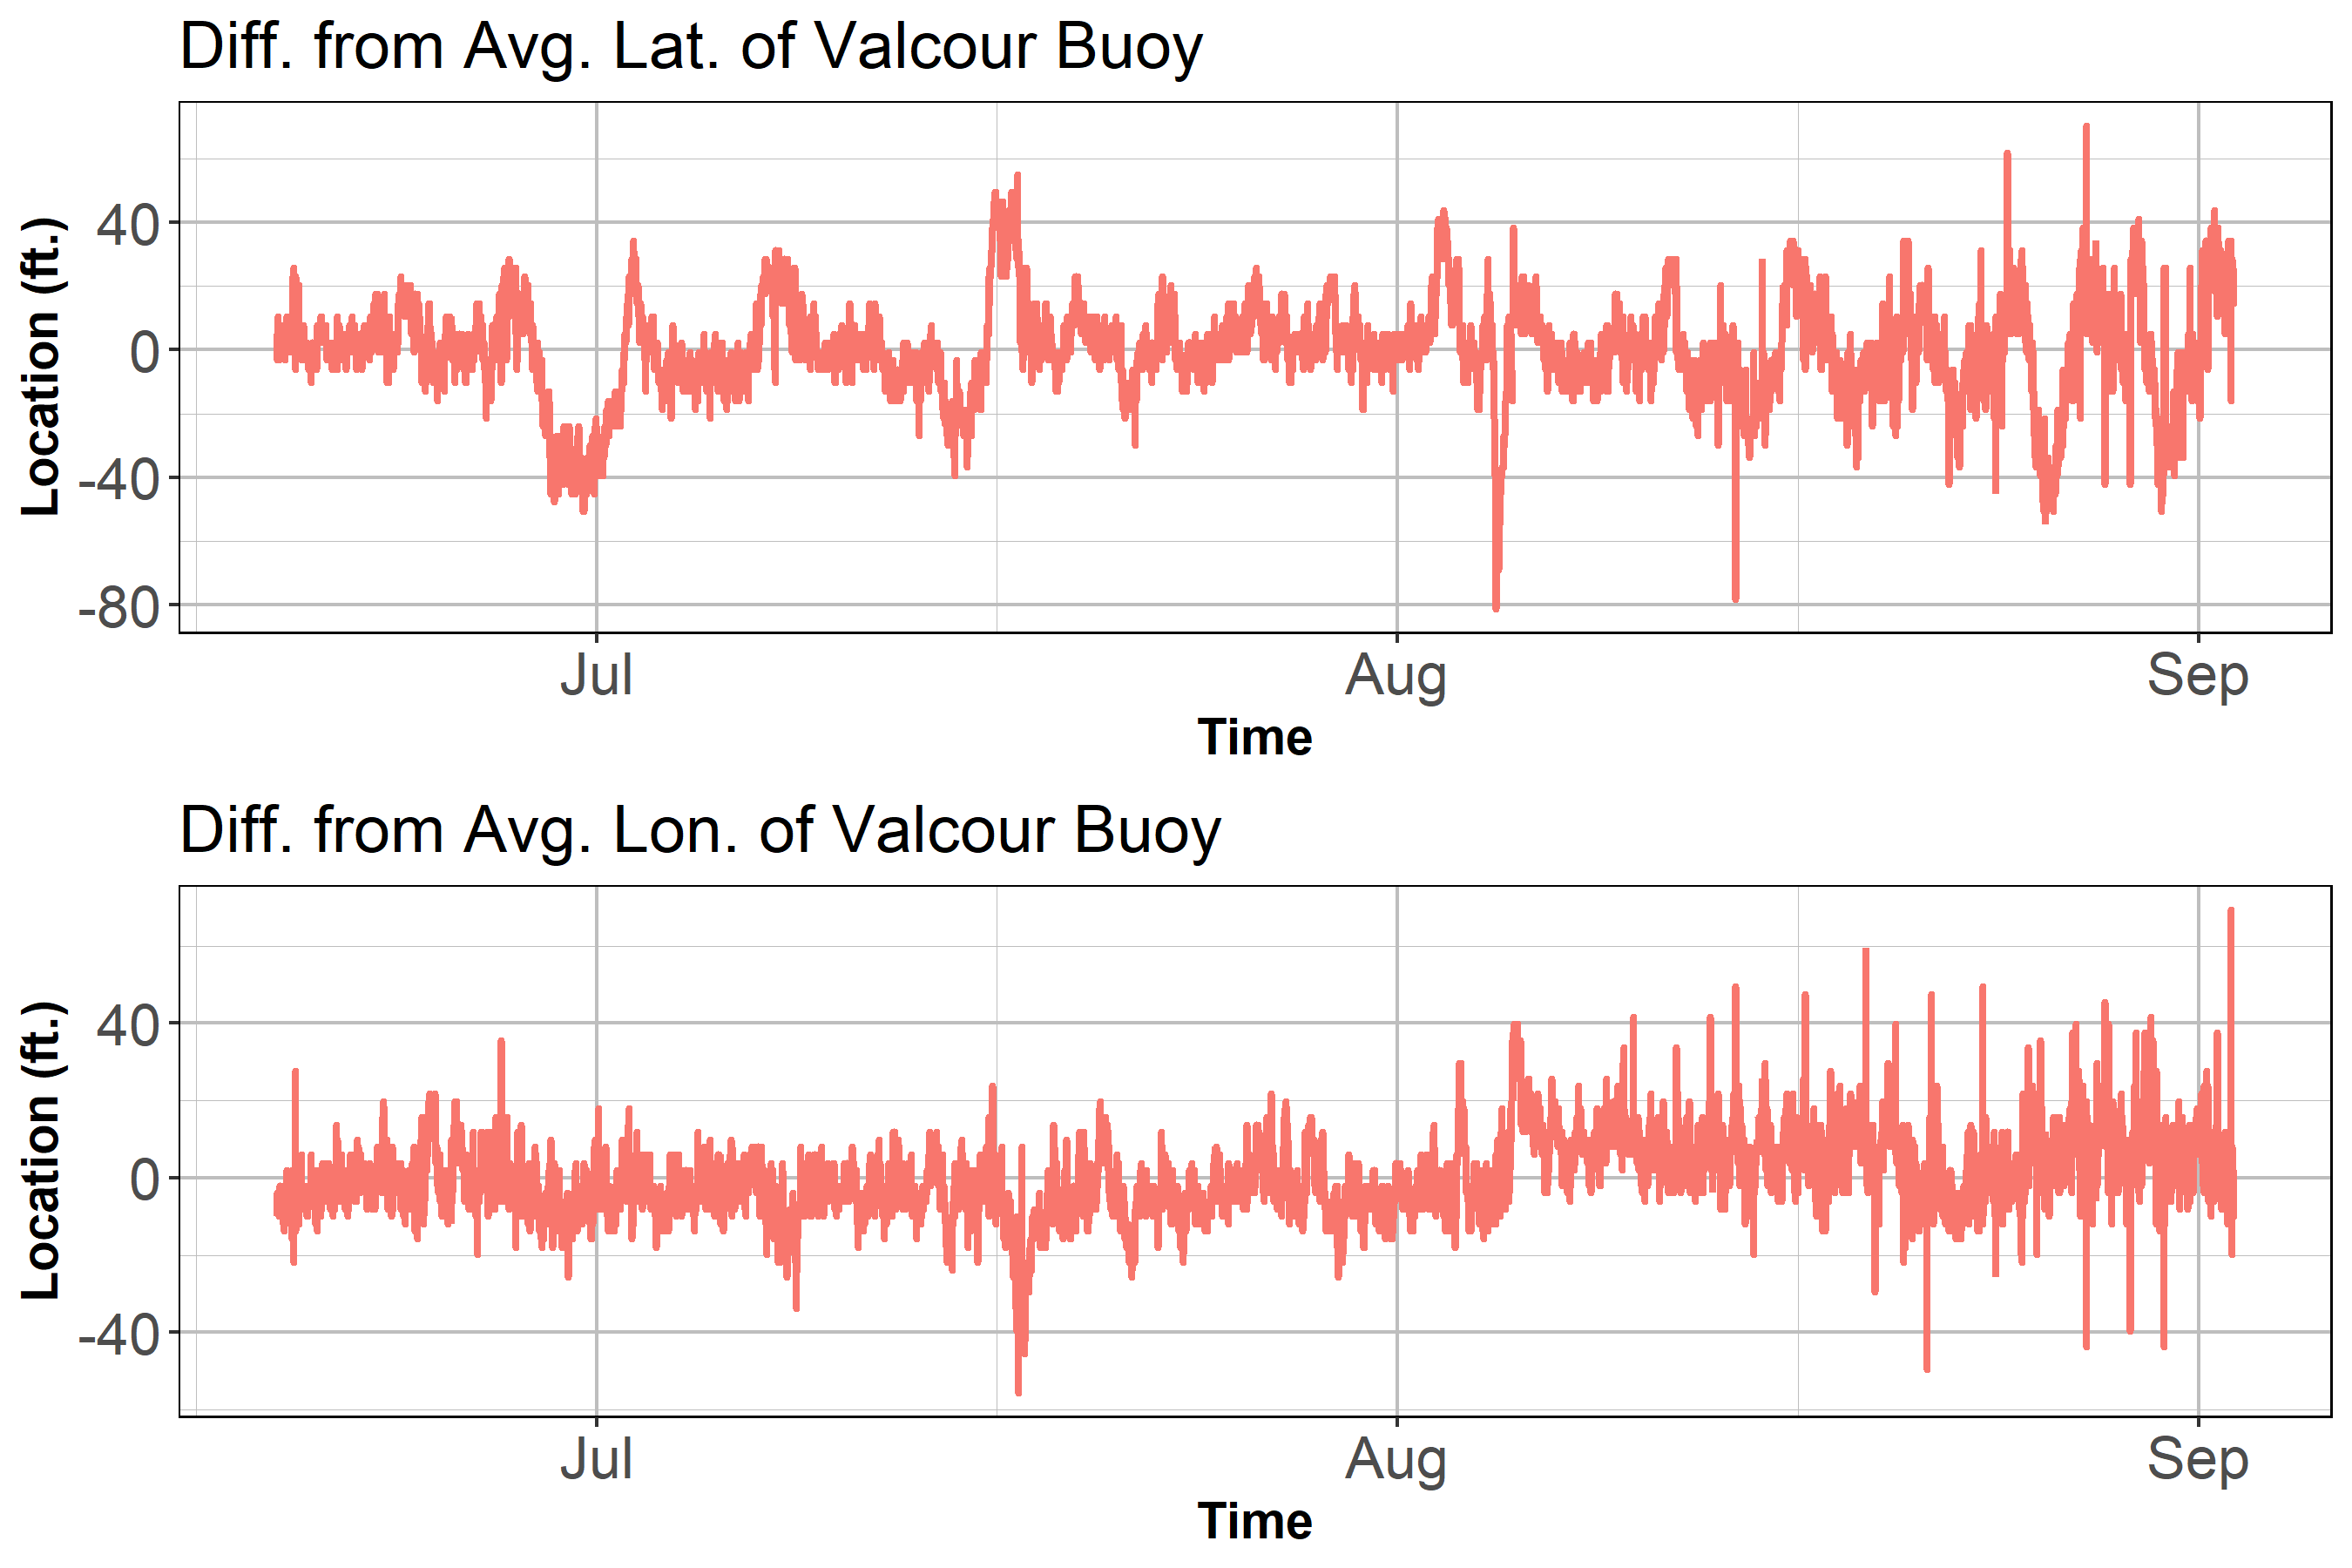 Diff. from Avg. Lat. of Valcour Buoy
Location (ft.)
40
0
-40
-80
Jul Aug Sep
Time
Diff. from Avg. Lon. of Valcour Buoy
Location (ft.)
40
0
-40
Jul Aug Sep
Time